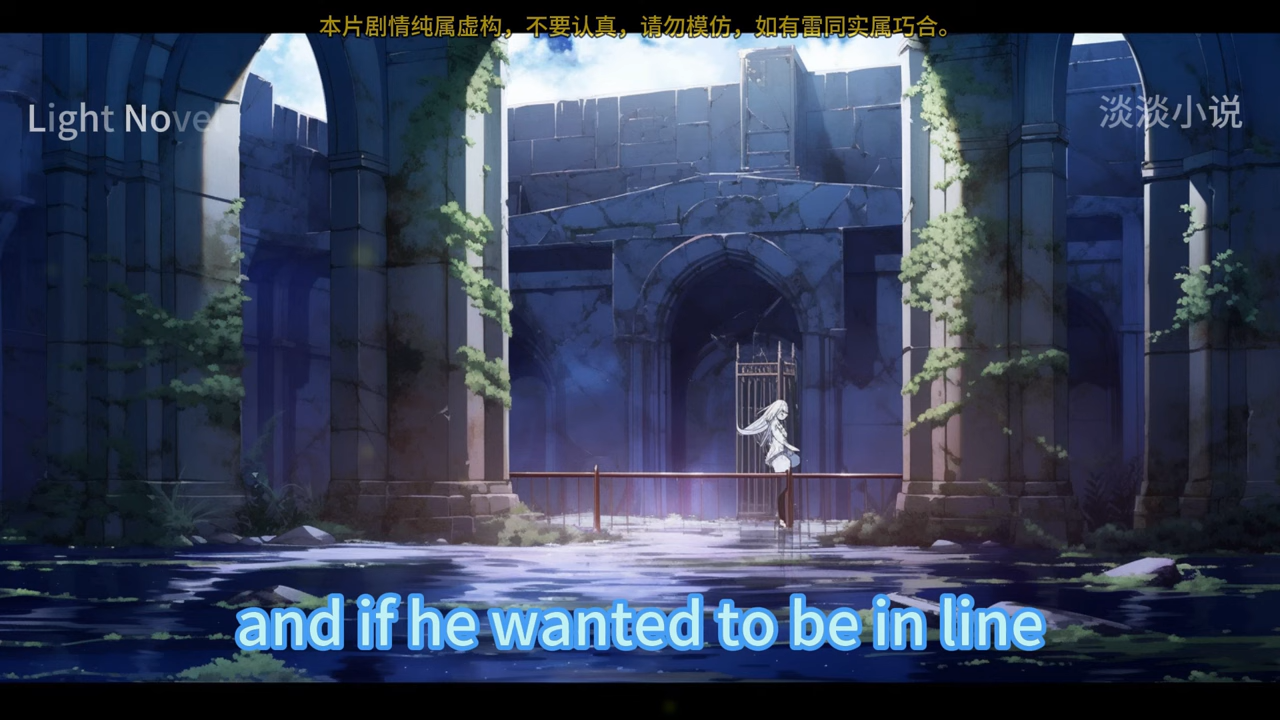 本片剧情纯属虚构，不要认真，请勿模仿，如有雷同实属巧合。
Light Novel
淡淡小说
and if he wanted to be in line